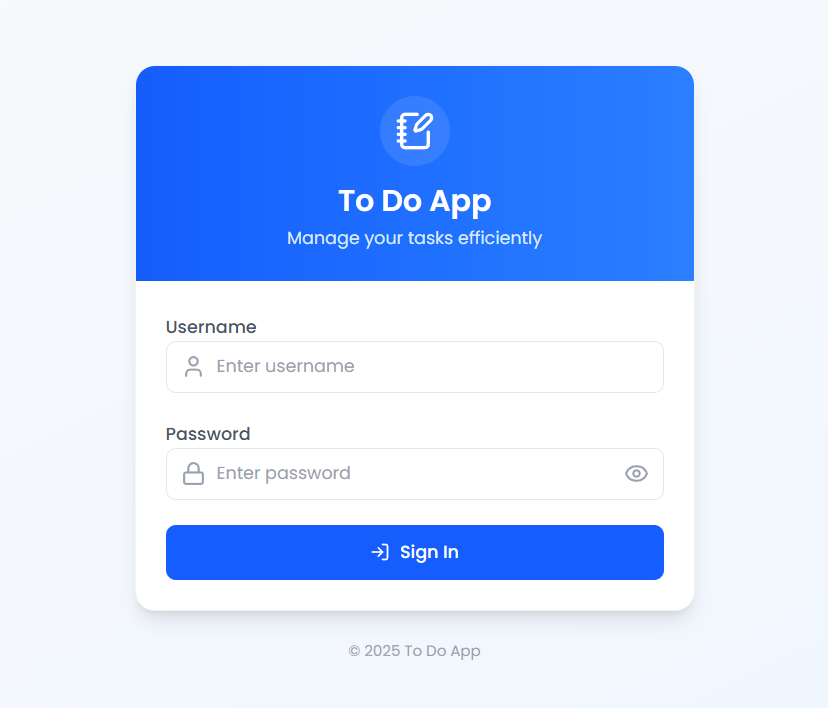 To Do App
Manage your tasks efficiently
Username
Enter username
Password
Enter password
Sign In
© 2025 To Do App